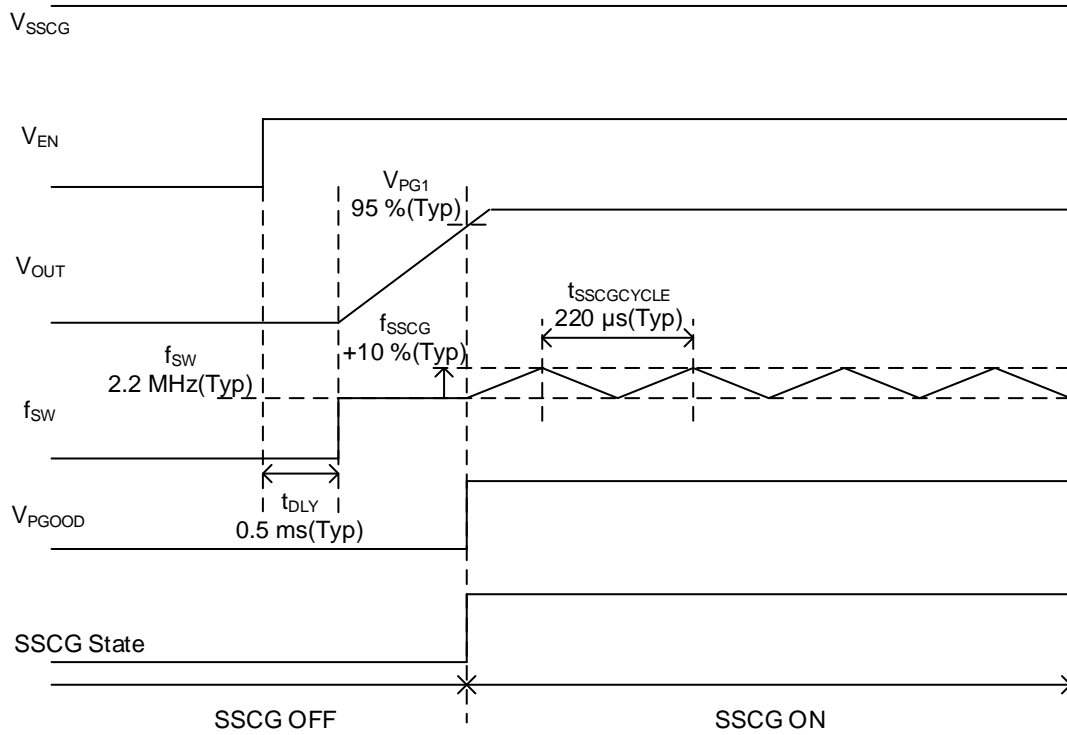 VSSCG
VEN
VPG1
95 %(Typ)
VOUT
tSSCGCYCLE
220 μs(Typ)
fSSCG
+10 %(Typ)
fSW
2.2 MHz(Typ)
fSW
tDLY
0.5 ms(Typ)
VPGOOD
SSCG State
SSCG OFF
SSCG ON